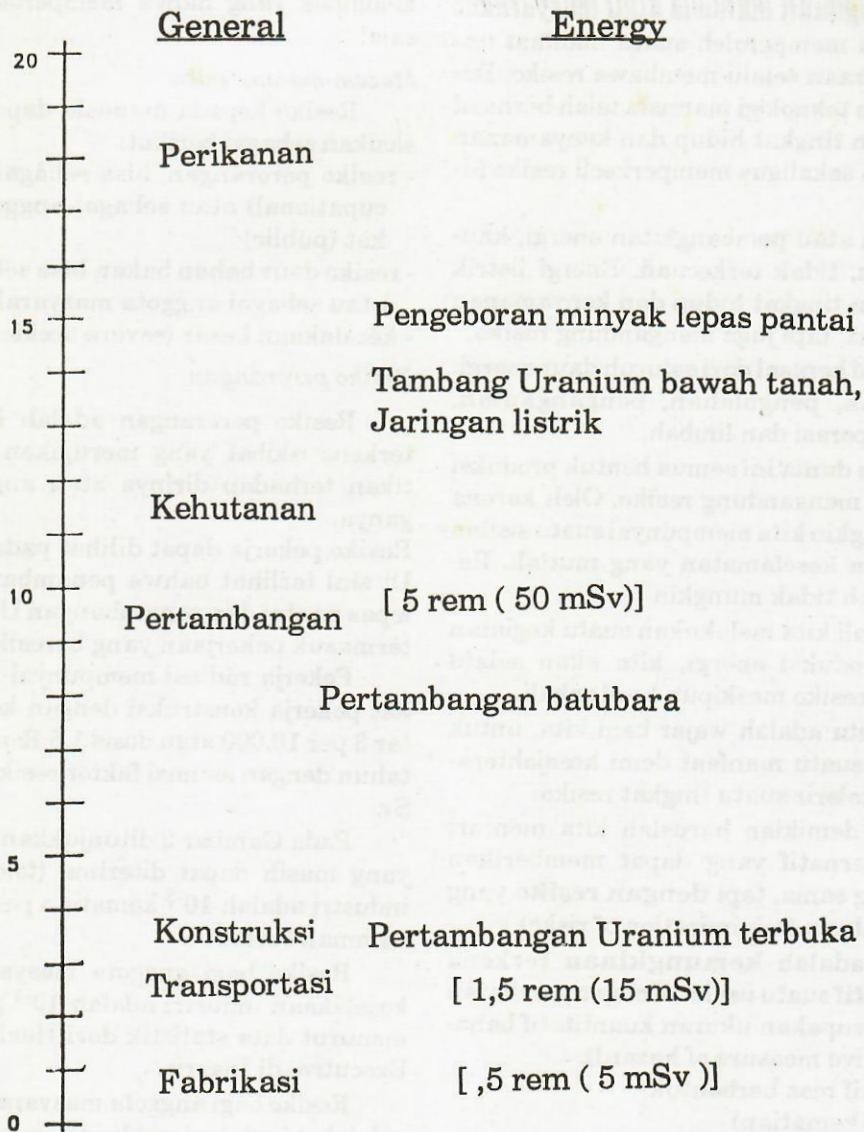 General Energy
20
Perikanan
15 Pengeboran minyak lepas pantai
Tambang Uranium bawah tanah,
Jaringan listrik
Kehutanan
10 [ 5 rem ( 50 mSv)]
Pertambangan
Pertambangan batubara
5
Konstruksi Pertambangan Uranium terbuka
Transportasi [ 1,5 rem (15 mSv)]
Fabrikasi [ ,5 rem ( 5 mSv )]
0